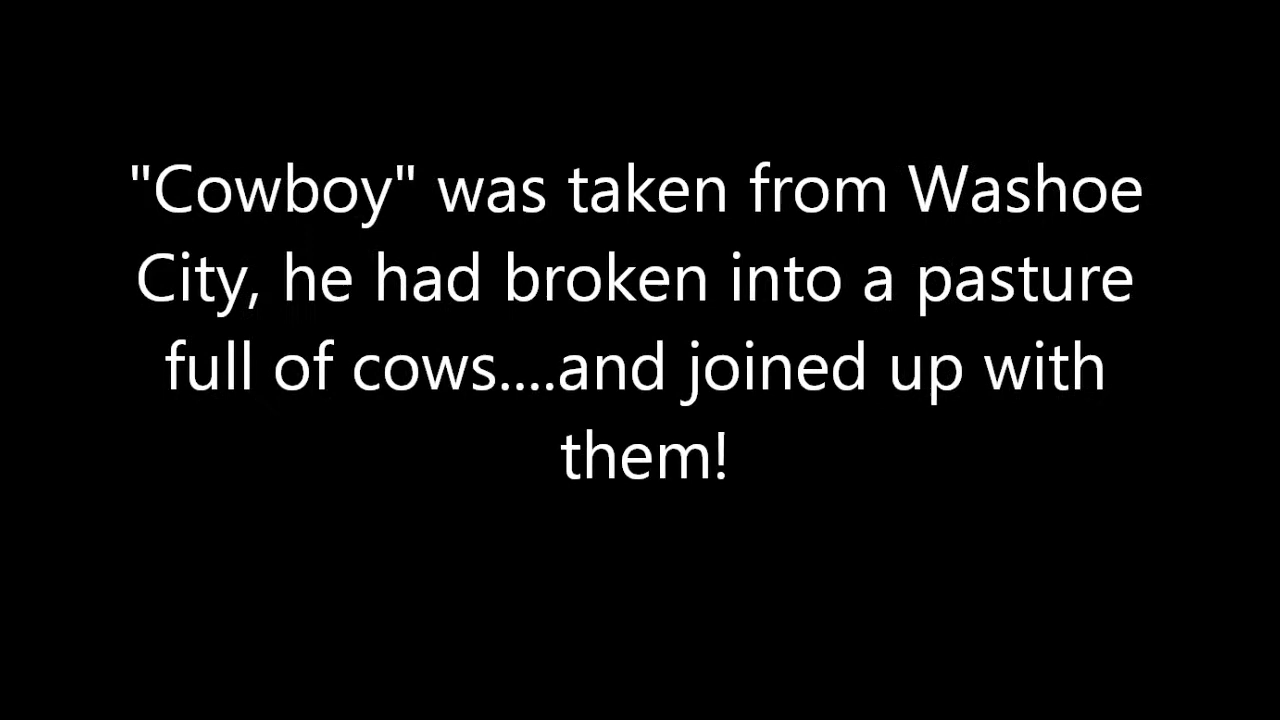 "Cowboy" was taken from Washoe
City, he had broken into a pasture
full of cows....and joined up with
them!